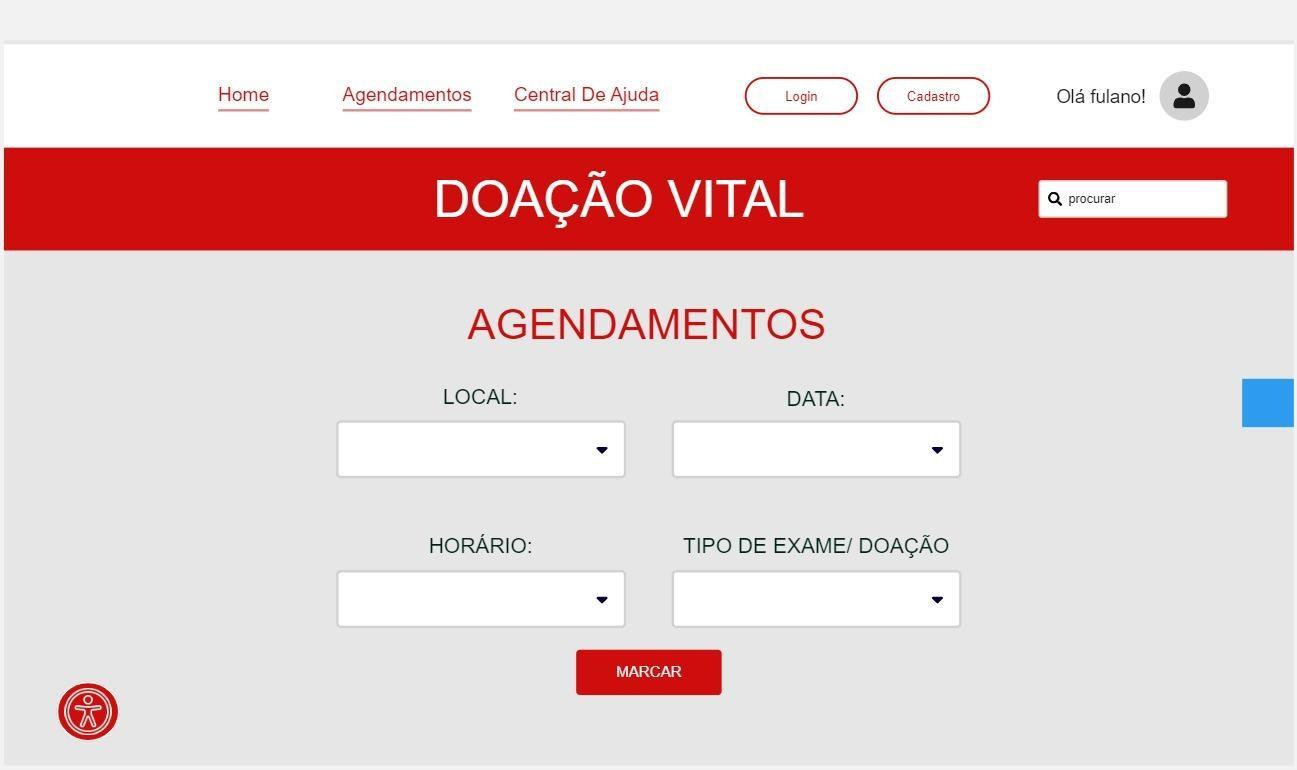 Home Agendamentos Central De Ajuda Login Cadastro Olá fulano!
DOAÇÃO VITAL procurar
AGENDAMENTOS
LOCAL: DATA:
HORÁRIO: TIPO DE EXAME/ DOAÇÃO
MARCAR